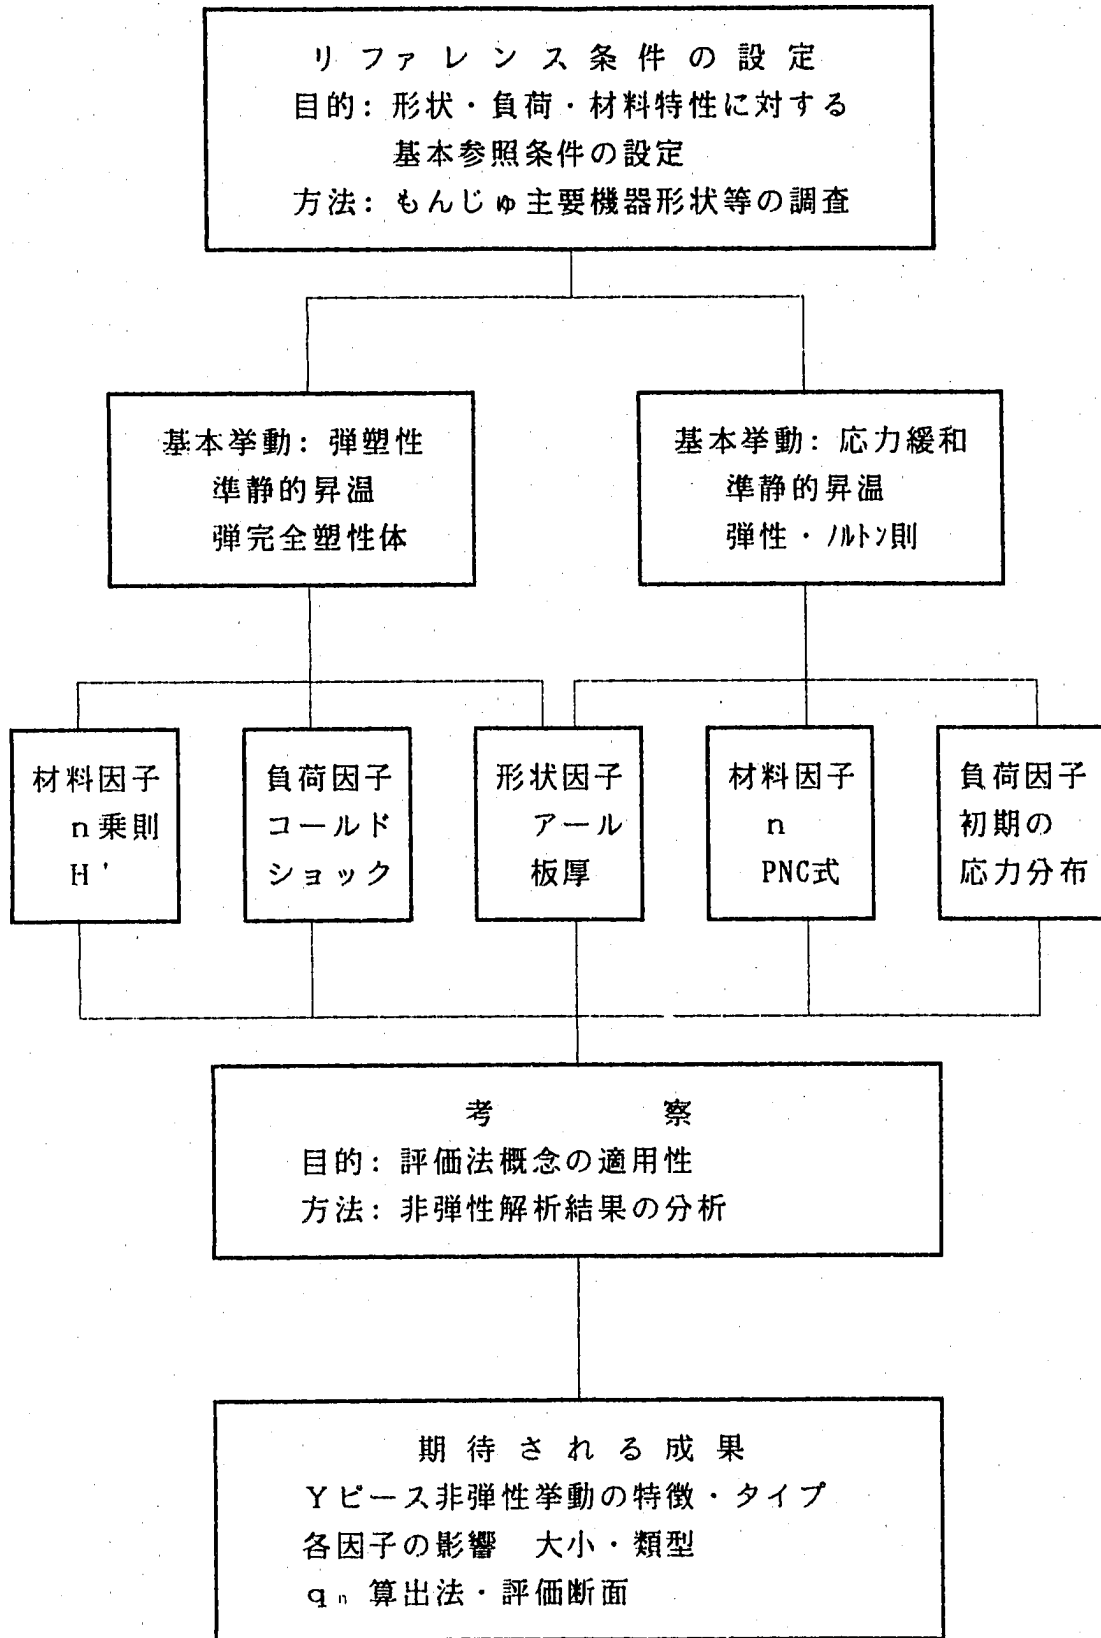 リファレンス条件の設定
目的：形状・負荷・材料特性に対する
基本参照条件の設定
方法：もんじゅ主要機器形状等の調査
基本挙動：弾塑性
準静的昇温
弾完全塑性体
基本挙動：応力緩和
準静的昇温
弾性・ﾉﾙﾄﾝ則
材料因子
n乗則
H'
負荷因子
コールド
ショック
形状因子
アール
板厚
材料因子
n
PNC式
負荷因子
初期の
応力分布
考察
目的：評価法概念の適用性
方法：非弾性解析結果の分析
期待される成果
Yピース非弾性挙動の特徴・タイプ
各因子の影響　大小・類型
qn 算出法・評価断面